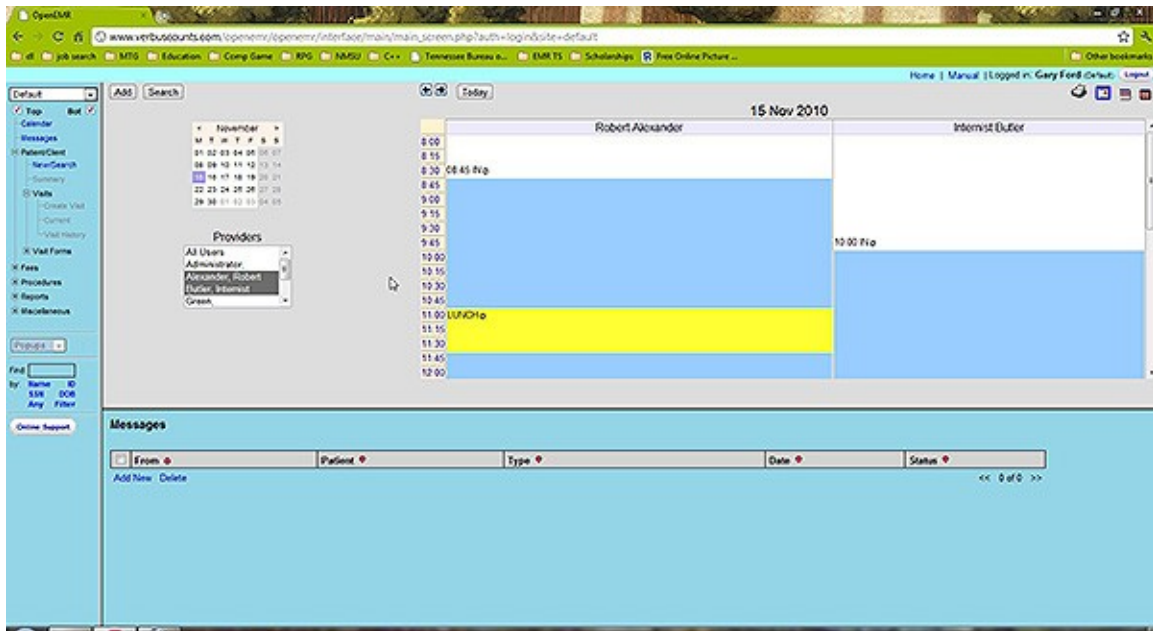 OpenEMR
www.verbuscounts.com/openemr/openemr/interface/main/main_screen.php?auth=login&site=default
dl job search MTG Education Comp Game RPG NMSU C++ Tennessee Bureau o... EMR TS Scholarships Free Online Picture ... Other bookmarks
Home | Manual | Logged in: Gary Ford (Default) Logout
Default
Top Bot
Calendar
Messages
Patient/Client
New/Search
Summary
Visits
Create Visit
Current
Visit History
Visit Forms
Fees
Procedures
Reports
Miscellaneous
Popups
Find
by: Name ID
SSN DOB
Any Filter
Online Support
Add Search
November
M T W T F S S
01 02 03 04 05 06 07
08 09 10 11 12 13 14
15 16 17 18 19 20 21
22 23 24 25 26 27 28
29 30 01 02 03 04 05
Providers
All Users
Administrator,
Alexander, Robert
Butler, Internist
Green,
Today
15 Nov 2010
Robert Alexander Internist Butler
8:00
8:15
8:30 08:45 IN
8:45
9:00
9:15
9:30
9:45 10:00 IN
10:00
10:15
10:30
10:45
11:00 LUNCH
11:15
11:30
11:45
12:00
Messages
From Patient Type Date Status
Add New Delete << 0 of 0 >>